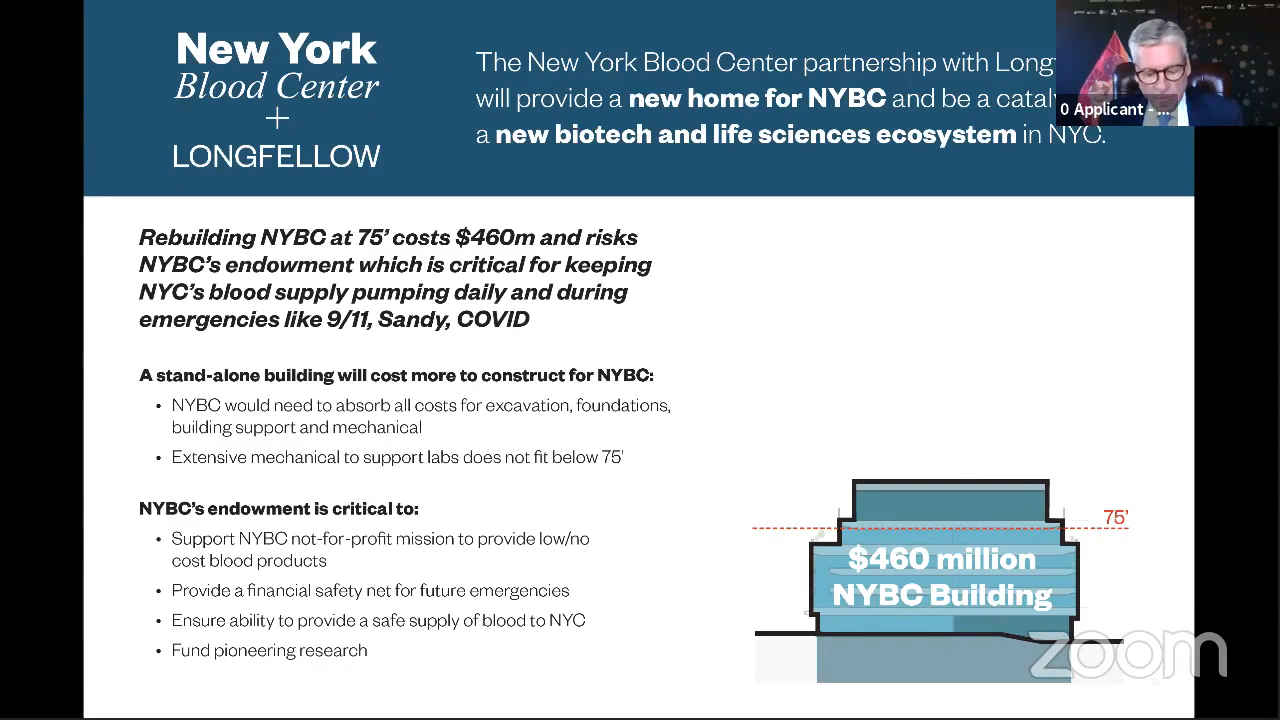 New York
Blood Center
+
LONGFELLOW
The New York Blood Center partnership with Longf
will provide a new home for NYBC and be a cataly
a new biotech and life sciences ecosystem in NYC.
0 Applicant - ...
Rebuilding NYBC at 75’ costs $460m and risks
NYBC’s endowment which is critical for keeping
NYC’s blood supply pumping daily and during
emergencies like 9/11, Sandy, COVID
A stand-alone building will cost more to construct for NYBC:
• NYBC would need to absorb all costs for excavation, foundations,
building support and mechanical
• Extensive mechanical to support labs does not fit below 75’
NYBC’s endowment is critical to:
• Support NYBC not-for-profit mission to provide low/no
cost blood products
• Provide a financial safety net for future emergencies
• Ensure ability to provide a safe supply of blood to NYC
• Fund pioneering research
75’
$460 million
NYBC Building
zoom